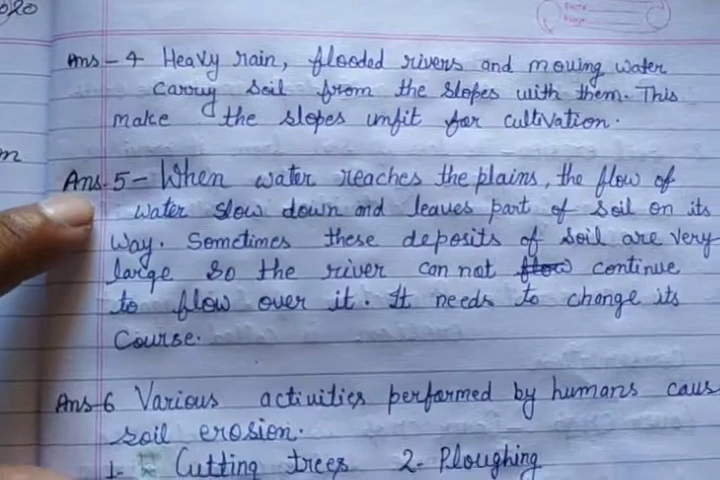 020
Ans - 4 Heavy rain, flooded rivers and moving water
carry soil from the slopes with them. This
make the slopes unfit for cultivation.
Ans. 5 - When water reaches the plains, the flow of
water slow down and leaves part of soil on its
way. Sometimes these deposits of soil are very
large so the river can not flow continue
to flow over it. It needs to change its
Course.
Ans 6 Various activities performed by humans caus
soil erosion.
1- Cutting trees 2- Ploughing